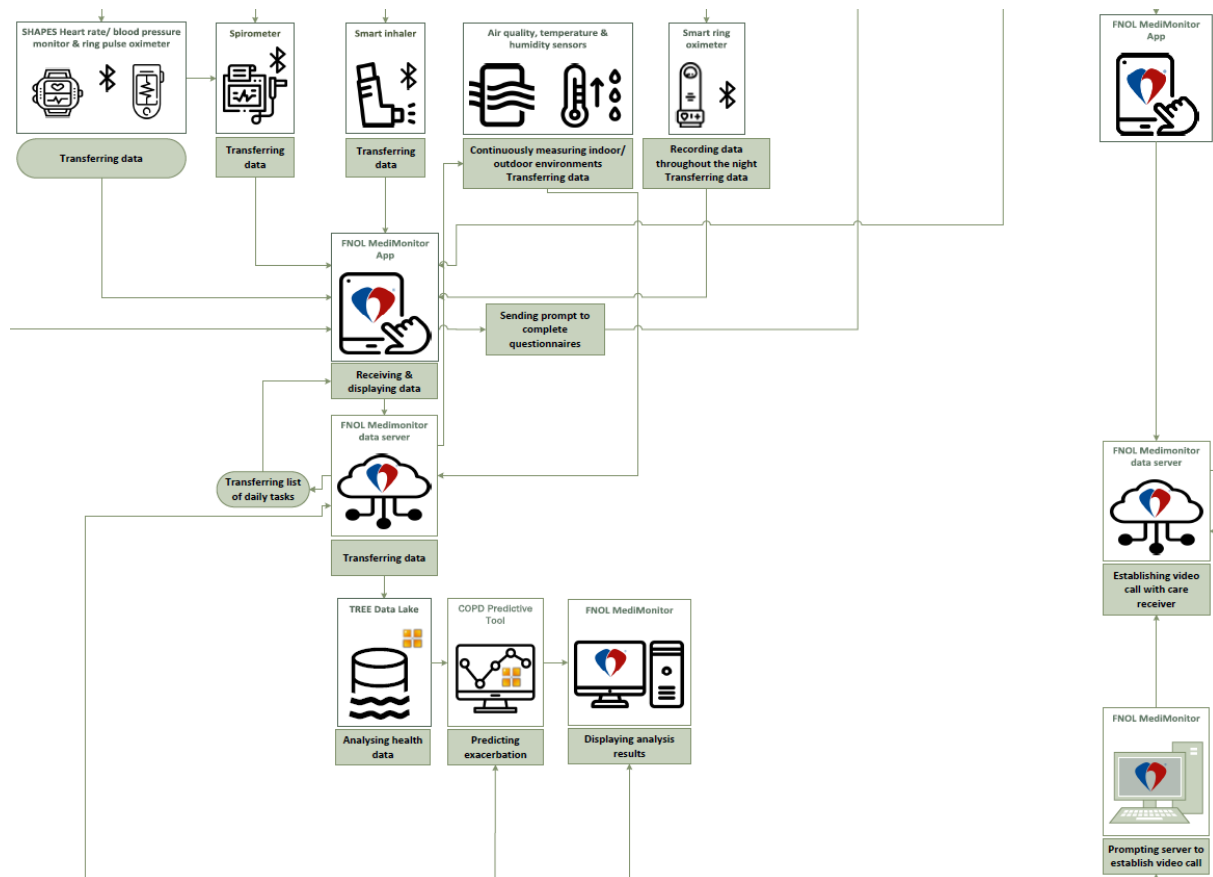 SHAPES Heart rate/ blood pressure
monitor & ring pulse oximeter
Transferring data
Spirometer
Transferring
data
Smart inhaler
Transferring
data
Air quality, temperature &
humidity sensors
Continuously measuring indoor/
outdoor environments
Transferring data
Smart ring
oximeter
Recording data
throughout the night
Transferring data
FNOL MediMonitor
App
FNOL MediMonitor
App
Sending prompt to
complete
questionnaires
Receiving &
displaying data
FNOL Medimonitor
data server
Transferring list
of daily tasks
Transferring data
FNOL Medimonitor
data server
Establishing video
call with care
receiver
TREE Data Lake
Analysing health
data
COPD Predictive
Tool
Predicting
exacerbation
FNOL MediMonitor
Displaying analysis
results
FNOL MediMonitor
Prompting server to
establish video call